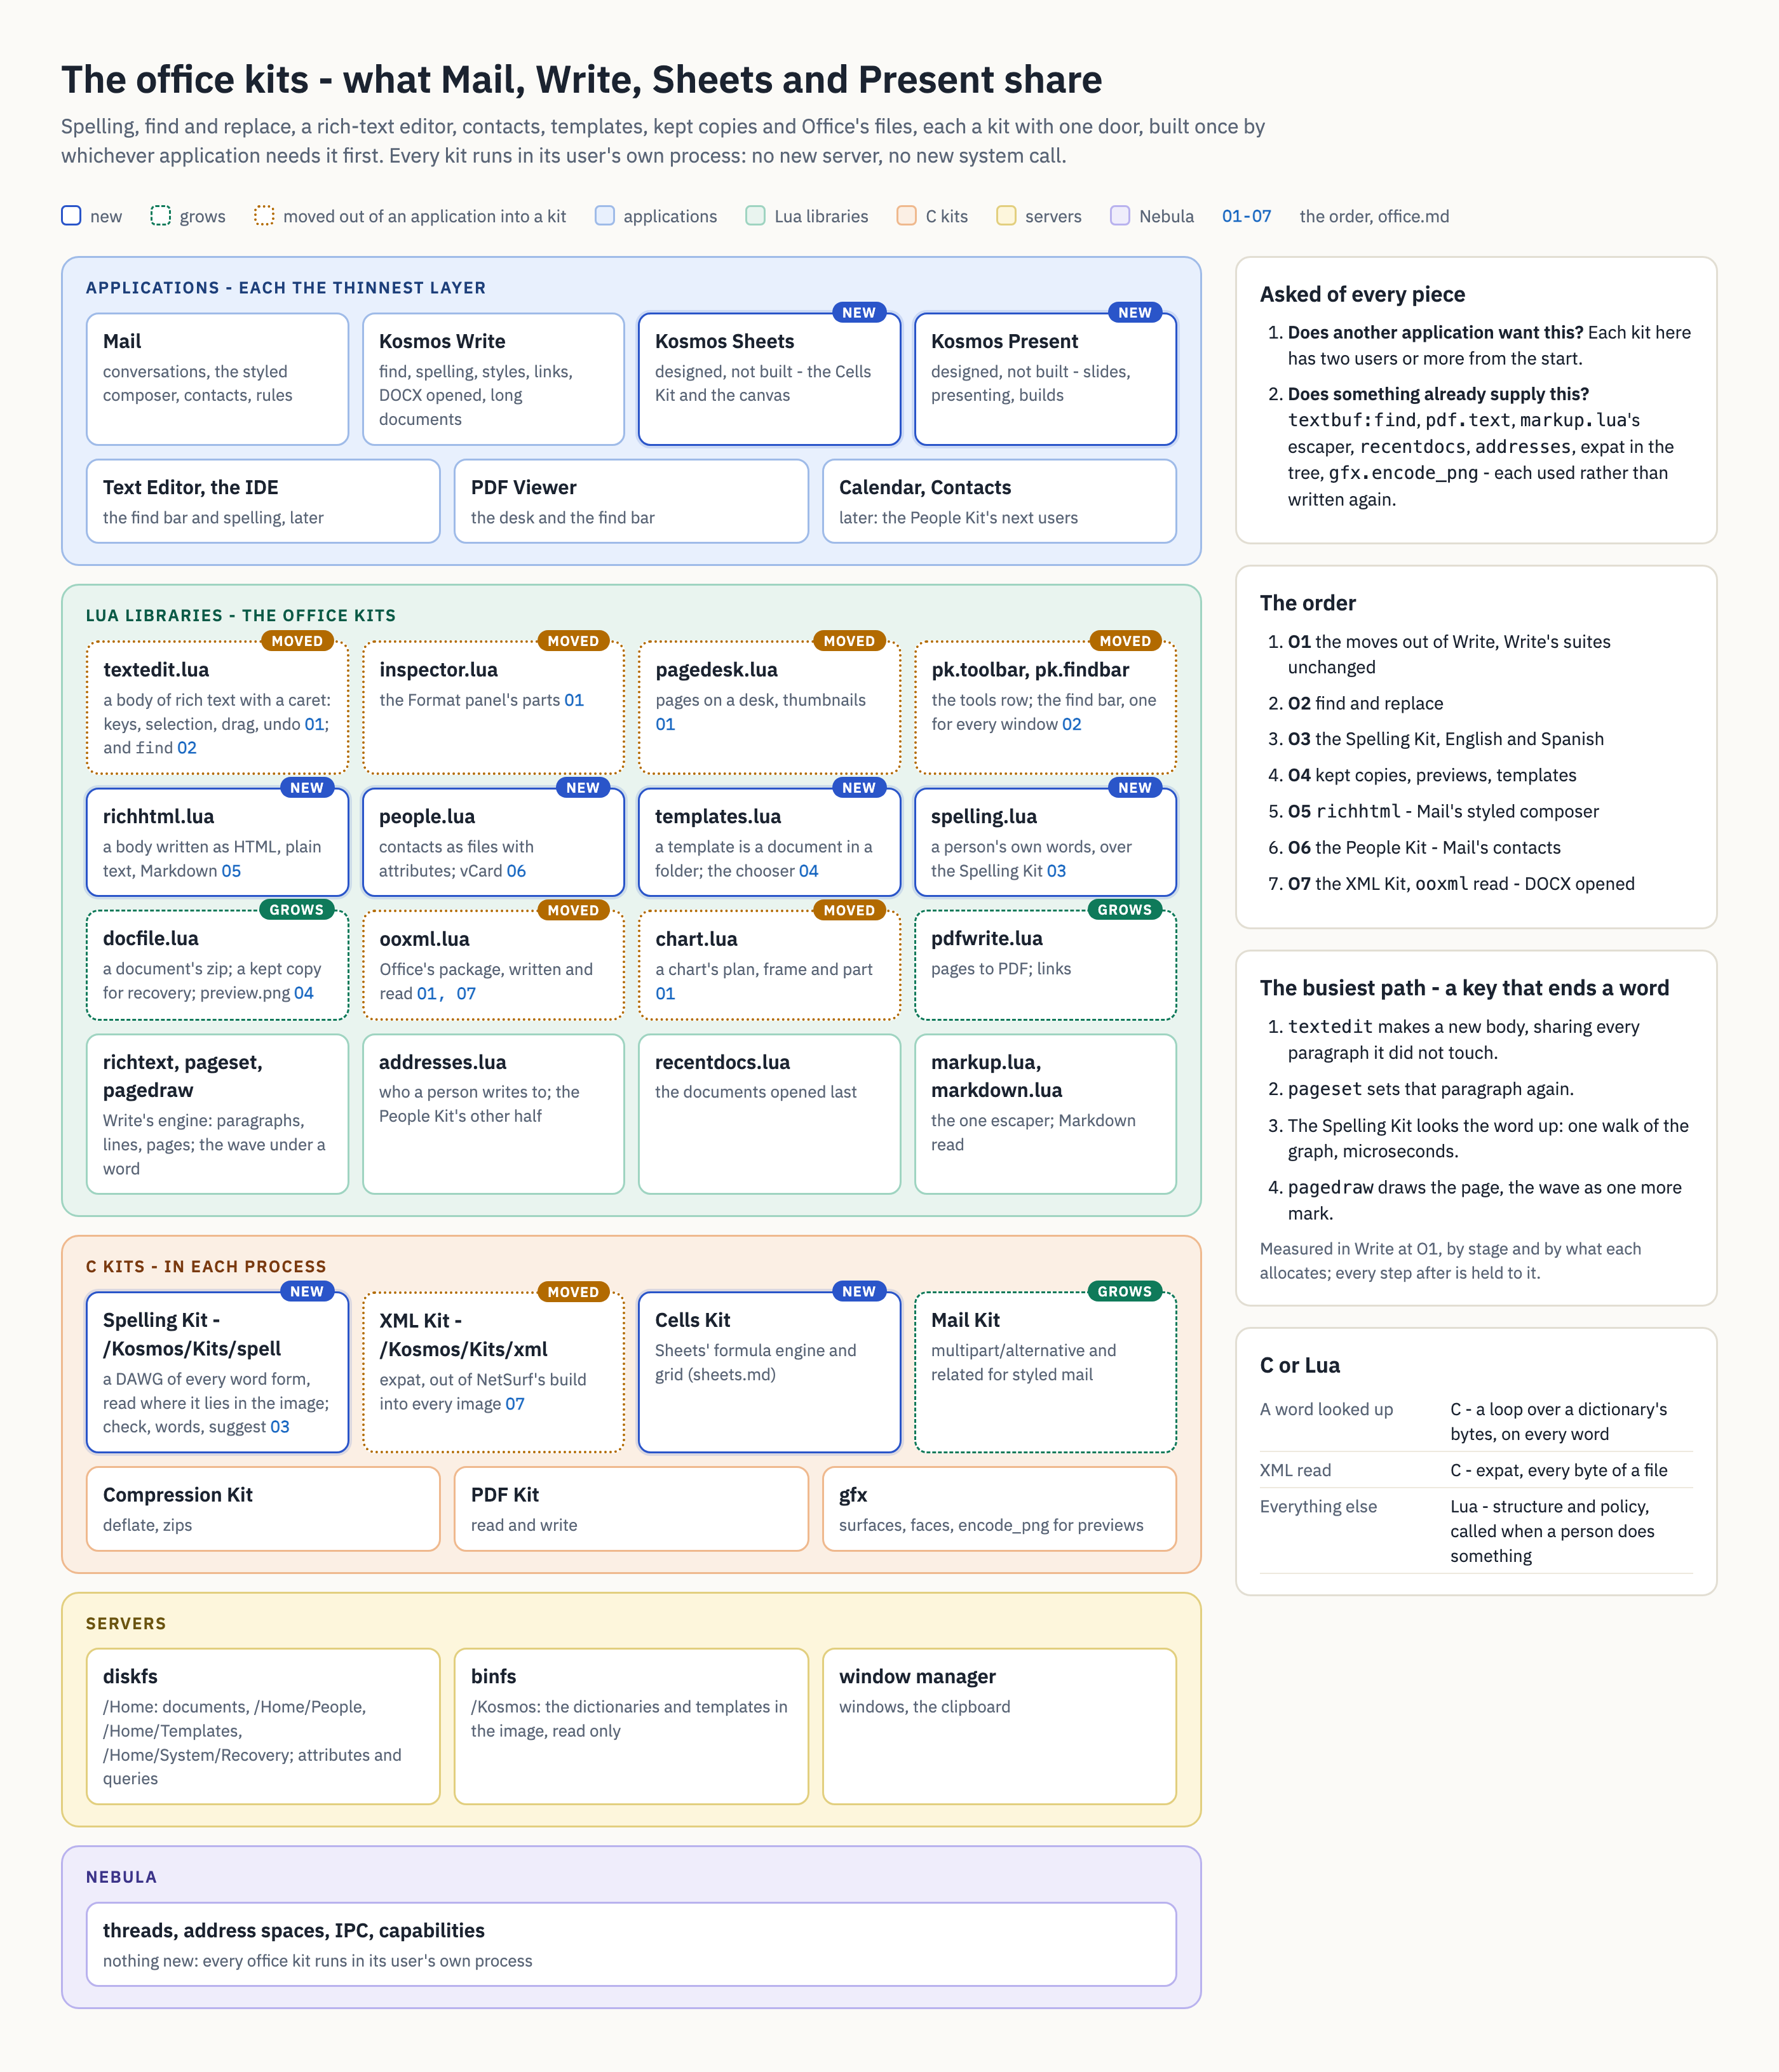 The office kits - what Mail, Write, Sheets and Present share
Spelling, find and replace, a rich-text editor, contacts, templates, kept copies and Office's files, each a kit with one door, built once by
whichever application needs it first. Every kit runs in its user's own process: no new server, no new system call.
new grows moved out of an application into a kit applications Lua libraries C kits servers Nebula O1-O7 the order, office.md
APPLICATIONS - EACH THE THINNEST LAYER
Mail
conversations, the styled
composer, contacts, rules
Kosmos Write
find, spelling, styles, links,
DOCX opened, long
documents
NEW
Kosmos Sheets
designed, not built - the Cells
Kit and the canvas
NEW
Kosmos Present
designed, not built - slides,
presenting, builds
Text Editor, the IDE
the find bar and spelling, later
PDF Viewer
the desk and the find bar
Calendar, Contacts
later: the People Kit's next users
LUA LIBRARIES - THE OFFICE KITS
MOVED
textedit.lua
a body of rich text with a caret:
keys, selection, drag, undo O1;
and find O2
MOVED
inspector.lua
the Format panel's parts O1
MOVED
pagedesk.lua
pages on a desk, thumbnails
O1
MOVED
pk.toolbar, pk.findbar
the tools row; the find bar, one
for every window O2
NEW
richhtml.lua
a body written as HTML, plain
text, Markdown O5
NEW
people.lua
contacts as files with
attributes; vCard O6
NEW
templates.lua
a template is a document in a
folder; the chooser O4
NEW
spelling.lua
a person's own words, over
the Spelling Kit O3
GROWS
docfile.lua
a document's zip; a kept copy
for recovery; preview.png O4
MOVED
ooxml.lua
Office's package, written and
read O1, O7
MOVED
chart.lua
a chart's plan, frame and part
O1
GROWS
pdfwrite.lua
pages to PDF; links
richtext, pageset,
pagedraw
Write's engine: paragraphs,
lines, pages; the wave under a
word
addresses.lua
who a person writes to; the
People Kit's other half
recentdocs.lua
the documents opened last
markup.lua,
markdown.lua
the one escaper; Markdown
read
C KITS - IN EACH PROCESS
NEW
Spelling Kit -
/Kosmos/Kits/spell
a DAWG of every word form,
read where it lies in the image;
check, words, suggest O3
MOVED
XML Kit -
/Kosmos/Kits/xml
expat, out of NetSurf's build
into every image O7
NEW
Cells Kit
Sheets' formula engine and
grid (sheets.md)
GROWS
Mail Kit
multipart/alternative and
related for styled mail
Compression Kit
deflate, zips
PDF Kit
read and write
gfx
surfaces, faces, encode_png for previews
SERVERS
diskfs
/Home: documents, /Home/People,
/Home/Templates,
/Home/System/Recovery; attributes and
queries
binfs
/Kosmos: the dictionaries and templates in
the image, read only
window manager
windows, the clipboard
NEBULA
threads, address spaces, IPC, capabilities
nothing new: every office kit runs in its user's own process
Asked of every piece
1. Does another application want this? Each kit here
has two users or more from the start.
2. Does something already supply this?
textbuf:find, pdf.text, markup.lua's
escaper, recentdocs, addresses, expat in the
tree, gfx.encode_png - each used rather than
written again.
The order
1. O1 the moves out of Write, Write's suites
unchanged
2. O2 find and replace
3. O3 the Spelling Kit, English and Spanish
4. O4 kept copies, previews, templates
5. O5 richhtml - Mail's styled composer
6. O6 the People Kit - Mail's contacts
7. O7 the XML Kit, ooxml read - DOCX opened
The busiest path - a key that ends a word
1. textedit makes a new body, sharing every
paragraph it did not touch.
2. pageset sets that paragraph again.
3. The Spelling Kit looks the word up: one walk of the
graph, microseconds.
4. pagedraw draws the page, the wave as one more
mark.
Measured in Write at O1, by stage and by what each
allocates; every step after is held to it.
C or Lua
A word looked up C - a loop over a dictionary's
bytes, on every word
XML read C - expat, every byte of a file
Everything else Lua - structure and policy,
called when a person does
something